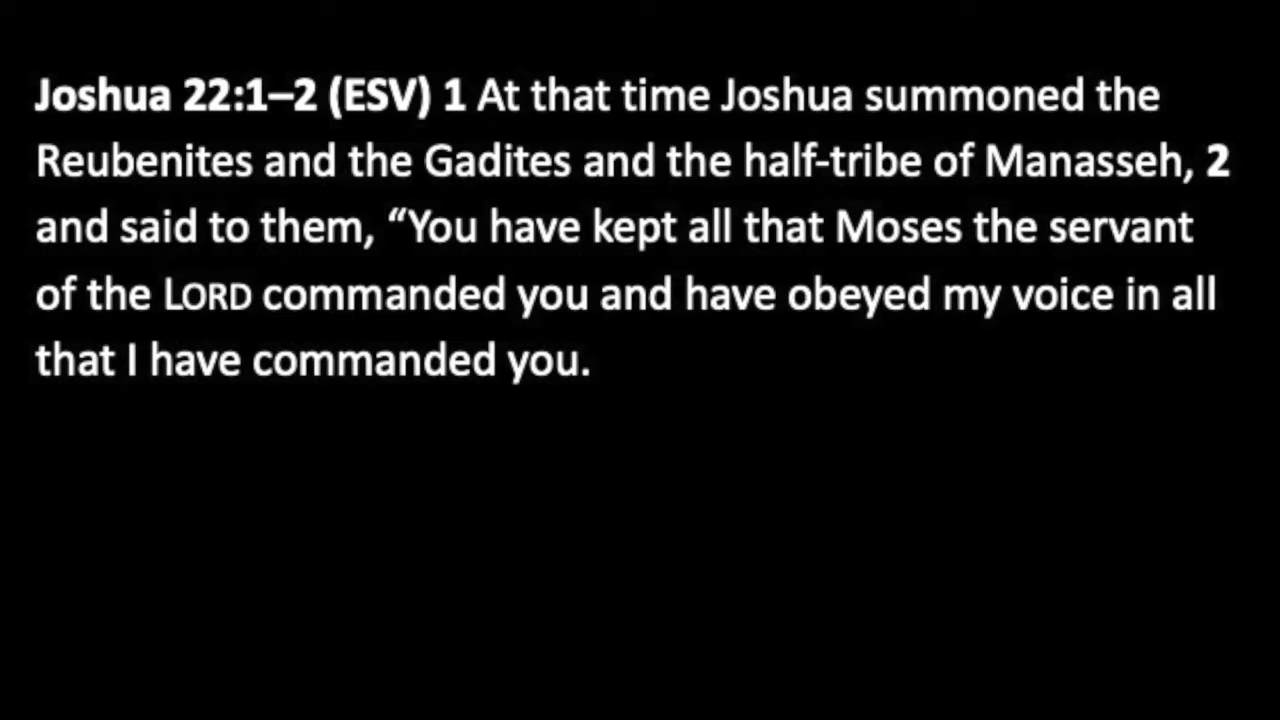 Joshua 22:1–2 (ESV) 1 At that time Joshua summoned the
Reubenites and the Gadites and the half-tribe of Manasseh, 2
and said to them, “You have kept all that Moses the servant
of the LORD commanded you and have obeyed my voice in all
that I have commanded you.